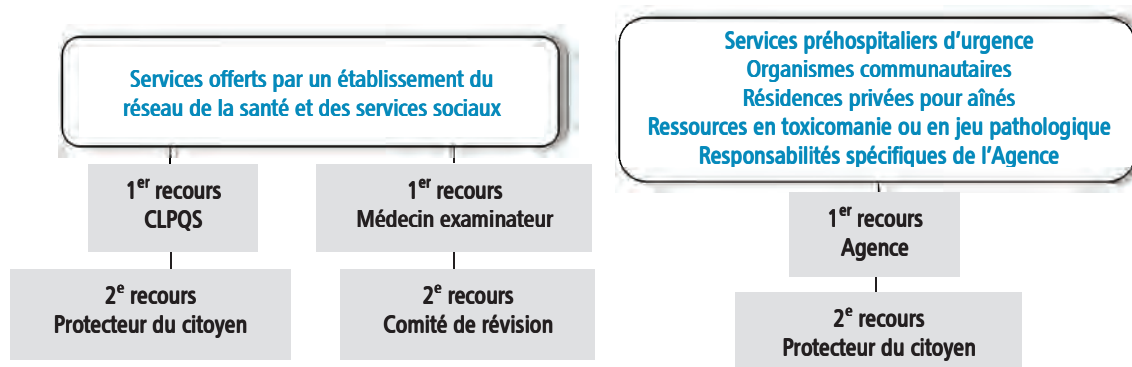 Services offerts par un établissement du
réseau de la santé et des services sociaux
1er recours
CLPQS
1er recours
Médecin examinateur
2e recours
Protecteur du citoyen
2e recours
Comité de révision
Services préhospitaliers d'urgence
Organismes communautaires
Résidences privées pour aînés
Ressources en toxicomanie ou en jeu pathologique
Responsabilités spécifiques de l'Agence
1er recours
Agence
2e recours
Protecteur du citoyen